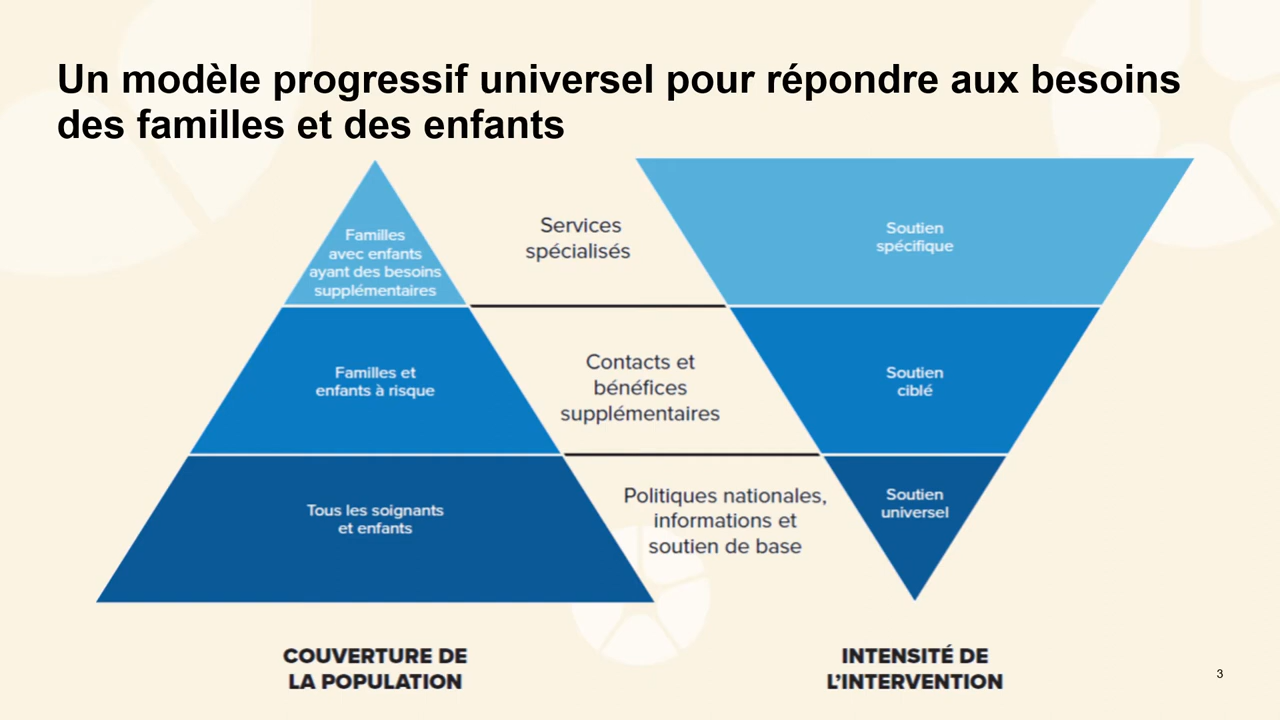 Un modèle progressif universel pour répondre aux besoins
des familles et des enfants
Familles
avec enfants
ayant des besoins
supplémentaires
Services
spécialisés
Soutien
spécifique
Familles et
enfants à risque
Contacts et
bénéfices
supplémentaires
Soutien
ciblé
Tous les soignants
et enfants
Politiques nationales,
informations et
soutien de base
Soutien
universel
COUVERTURE DE
LA POPULATION
INTENSITÉ DE
L'INTERVENTION
3